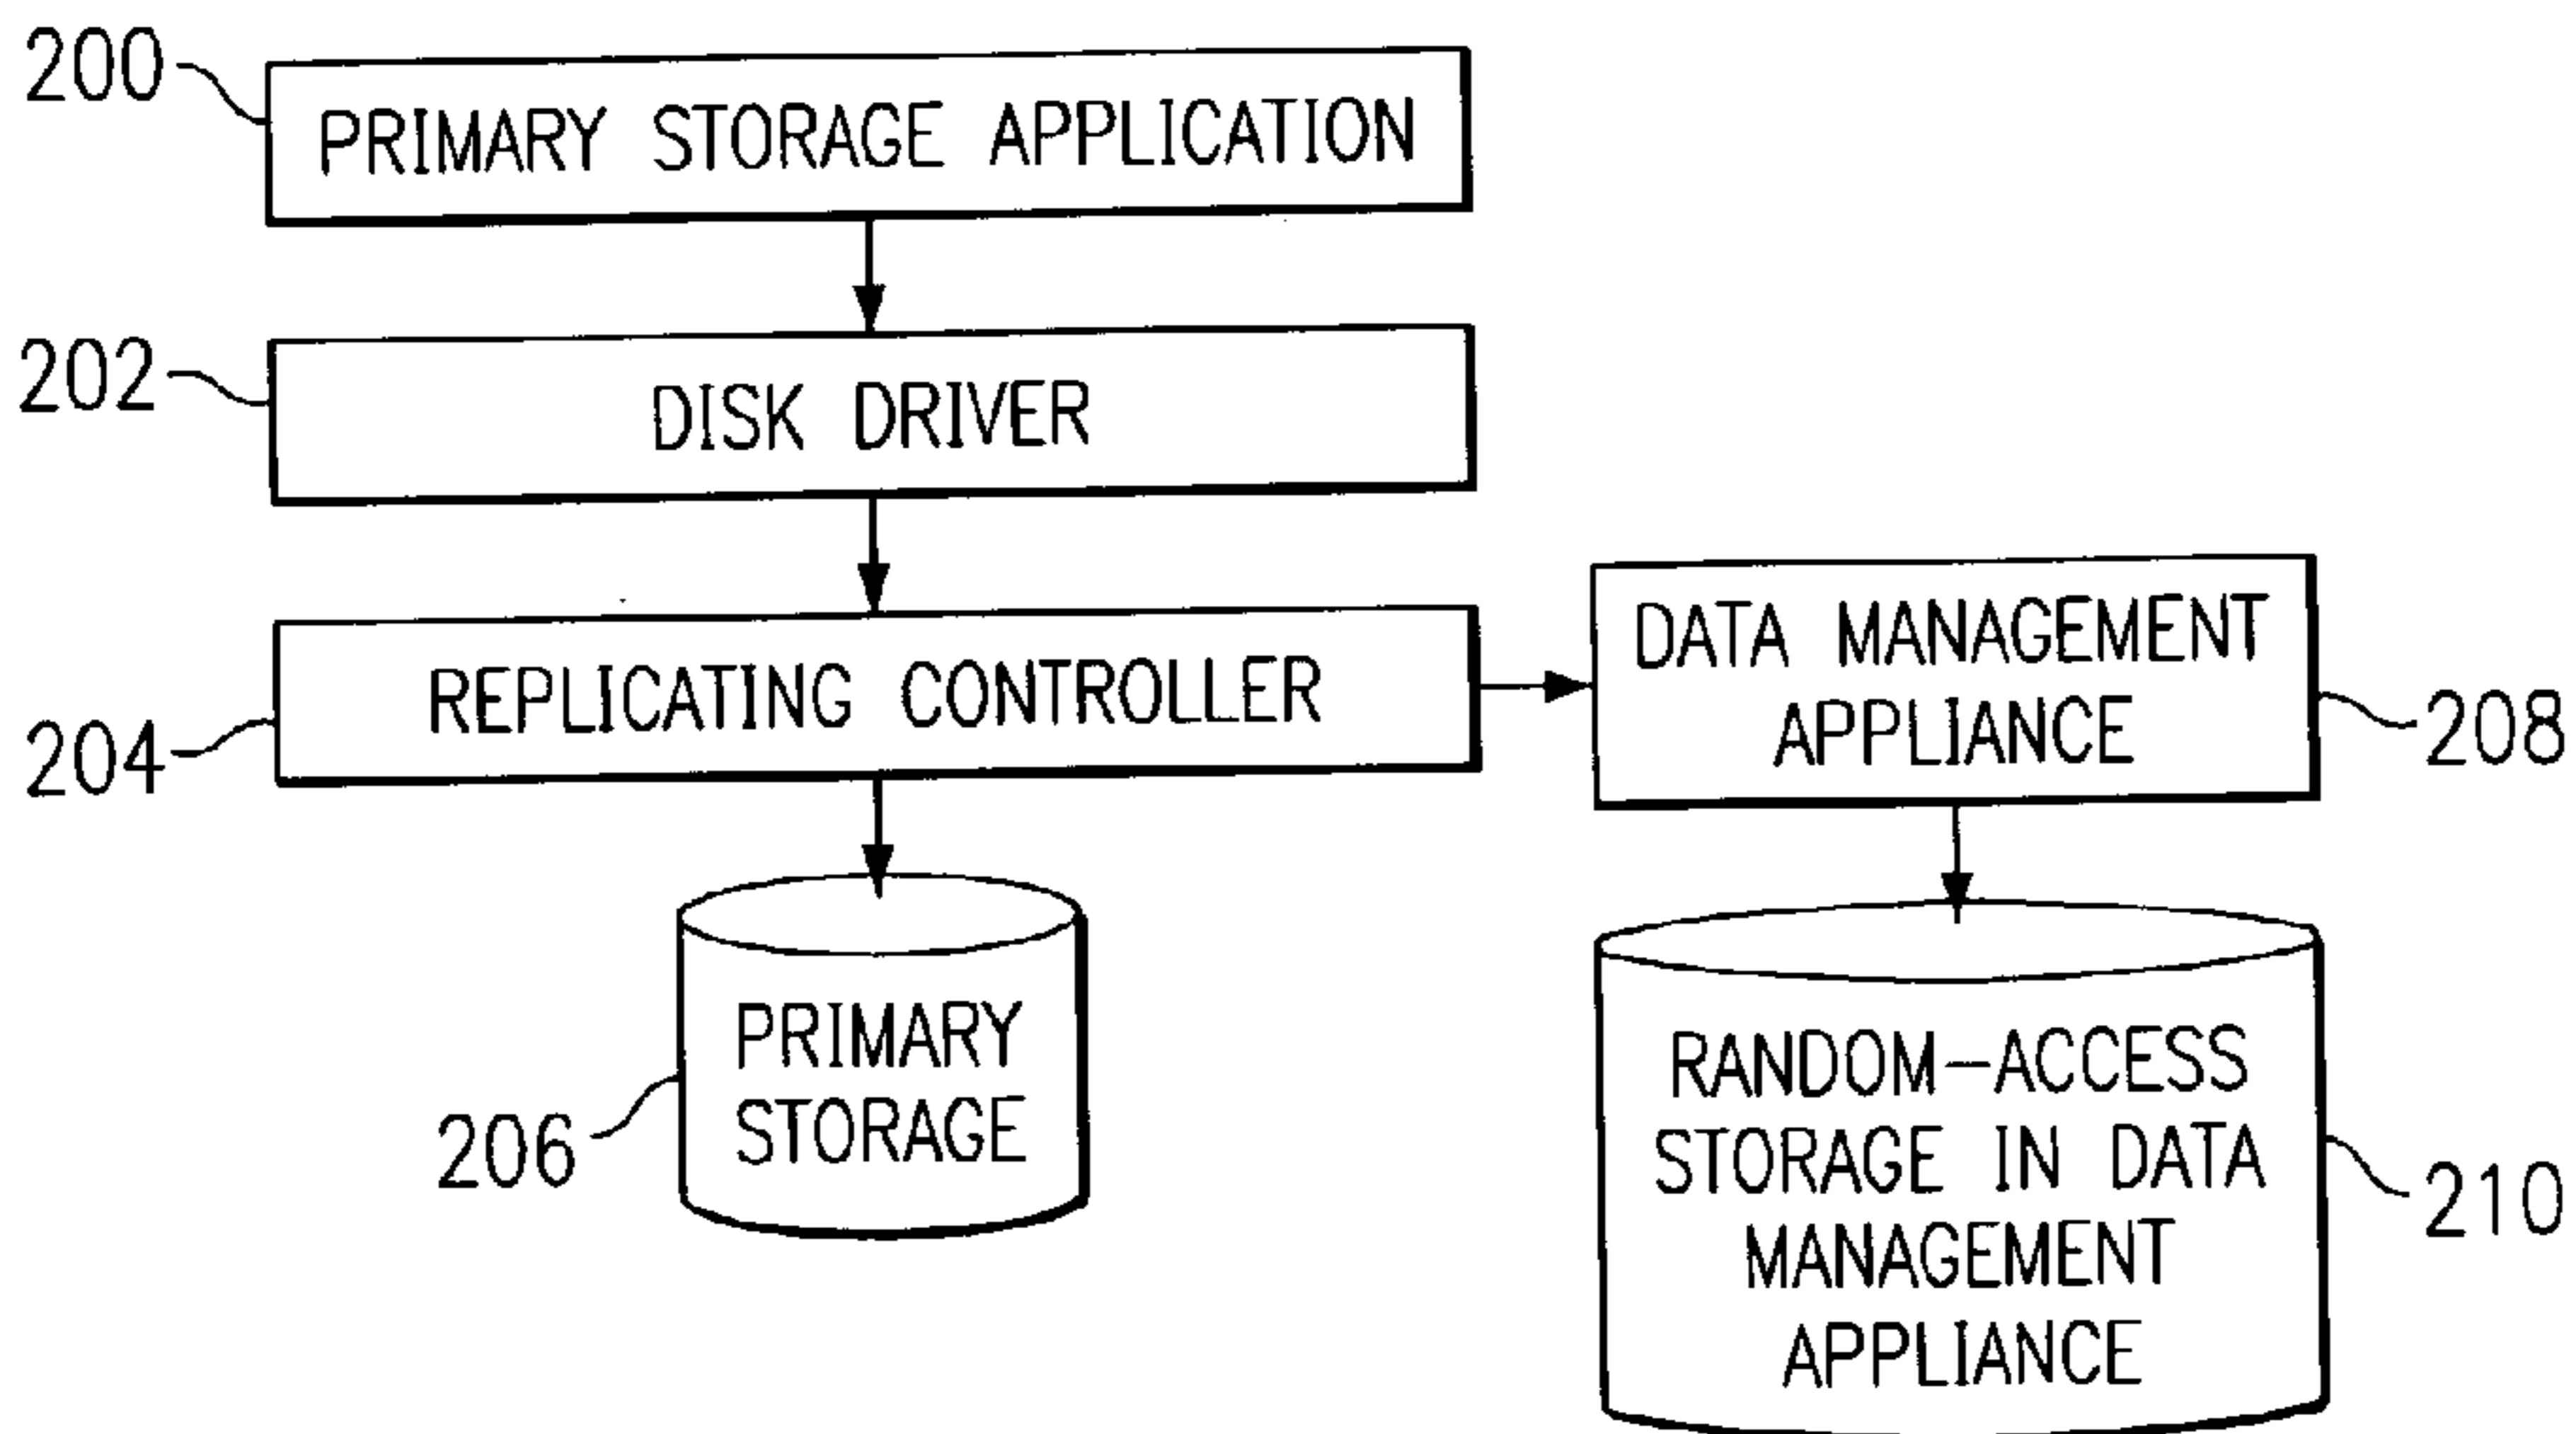 200
PRIMARY STORAGE APPLICATION
202
DISK DRIVER
204
REPLICATING CONTROLLER
DATA MANAGEMENT
APPLIANCE
208
206
PRIMARY
STORAGE
RANDOM-ACCESS
STORAGE IN DATA
MANAGEMENT
APPLIANCE
210